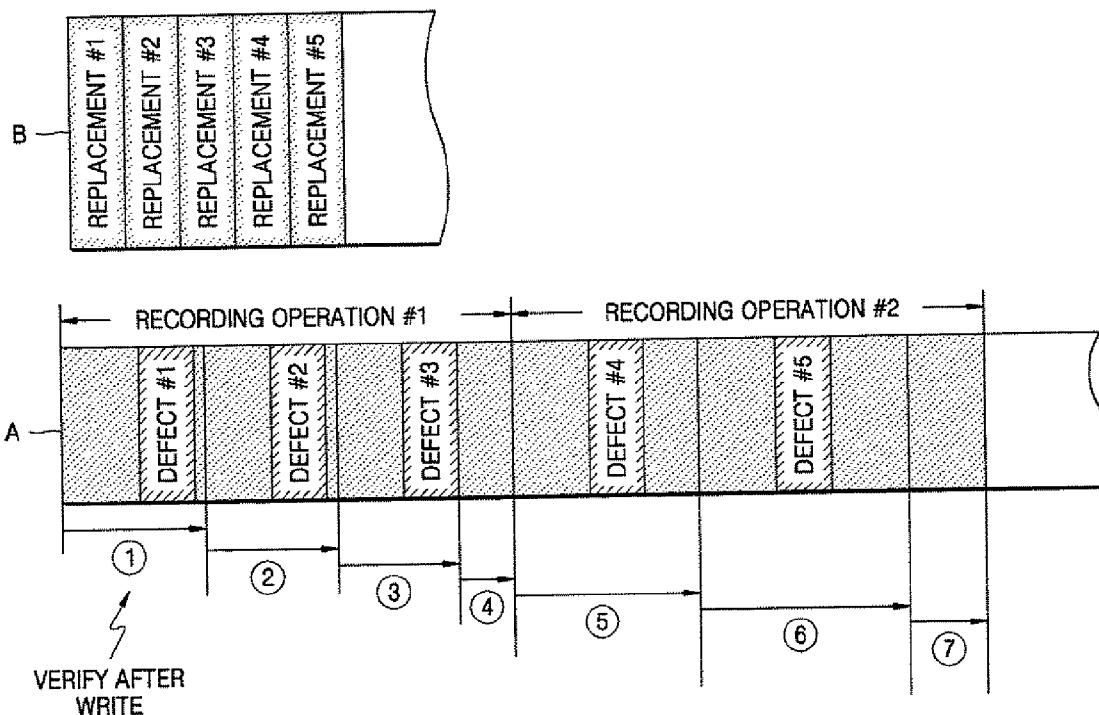 REPLACEMENT #1
REPLACEMENT #2
REPLACEMENT #3
REPLACEMENT #4
REPLACEMENT #5
B
RECORDING OPERATION #1
RECORDING OPERATION #2
A
DEFECT #1
DEFECT #2
DEFECT #3
DEFECT #4
DEFECT #5
①
②
③
④
⑤
⑥
⑦
VERIFY AFTER
WRITE